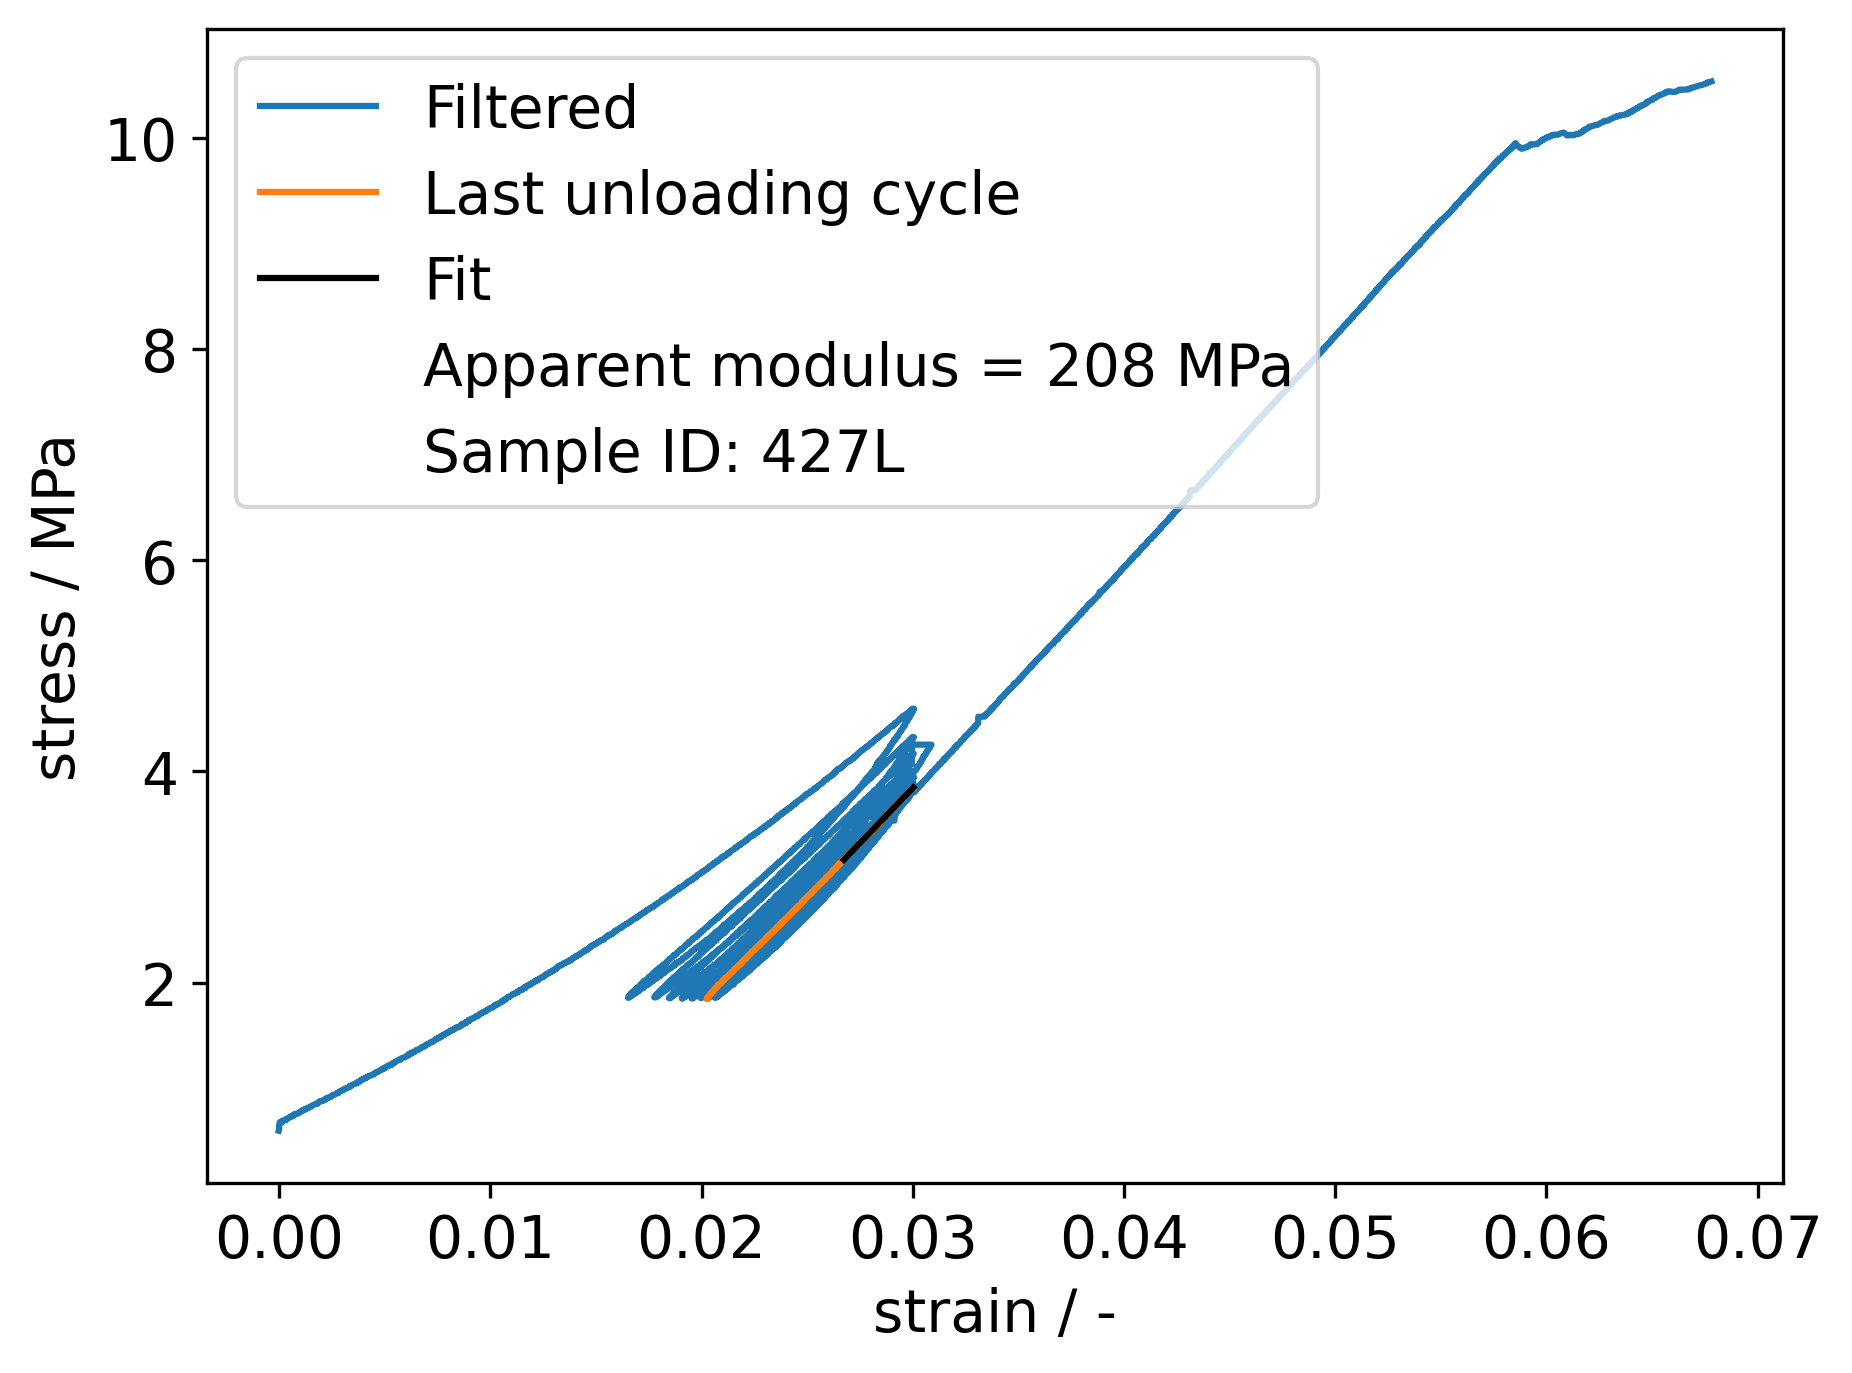 Filtered
Last unloading cycle
Fit
Apparent modulus = 208 MPa
Sample ID: 427L
10
8
6
4
2
stress / MPa
0.00 0.01 0.02 0.03 0.04 0.05 0.06 0.07
strain / -